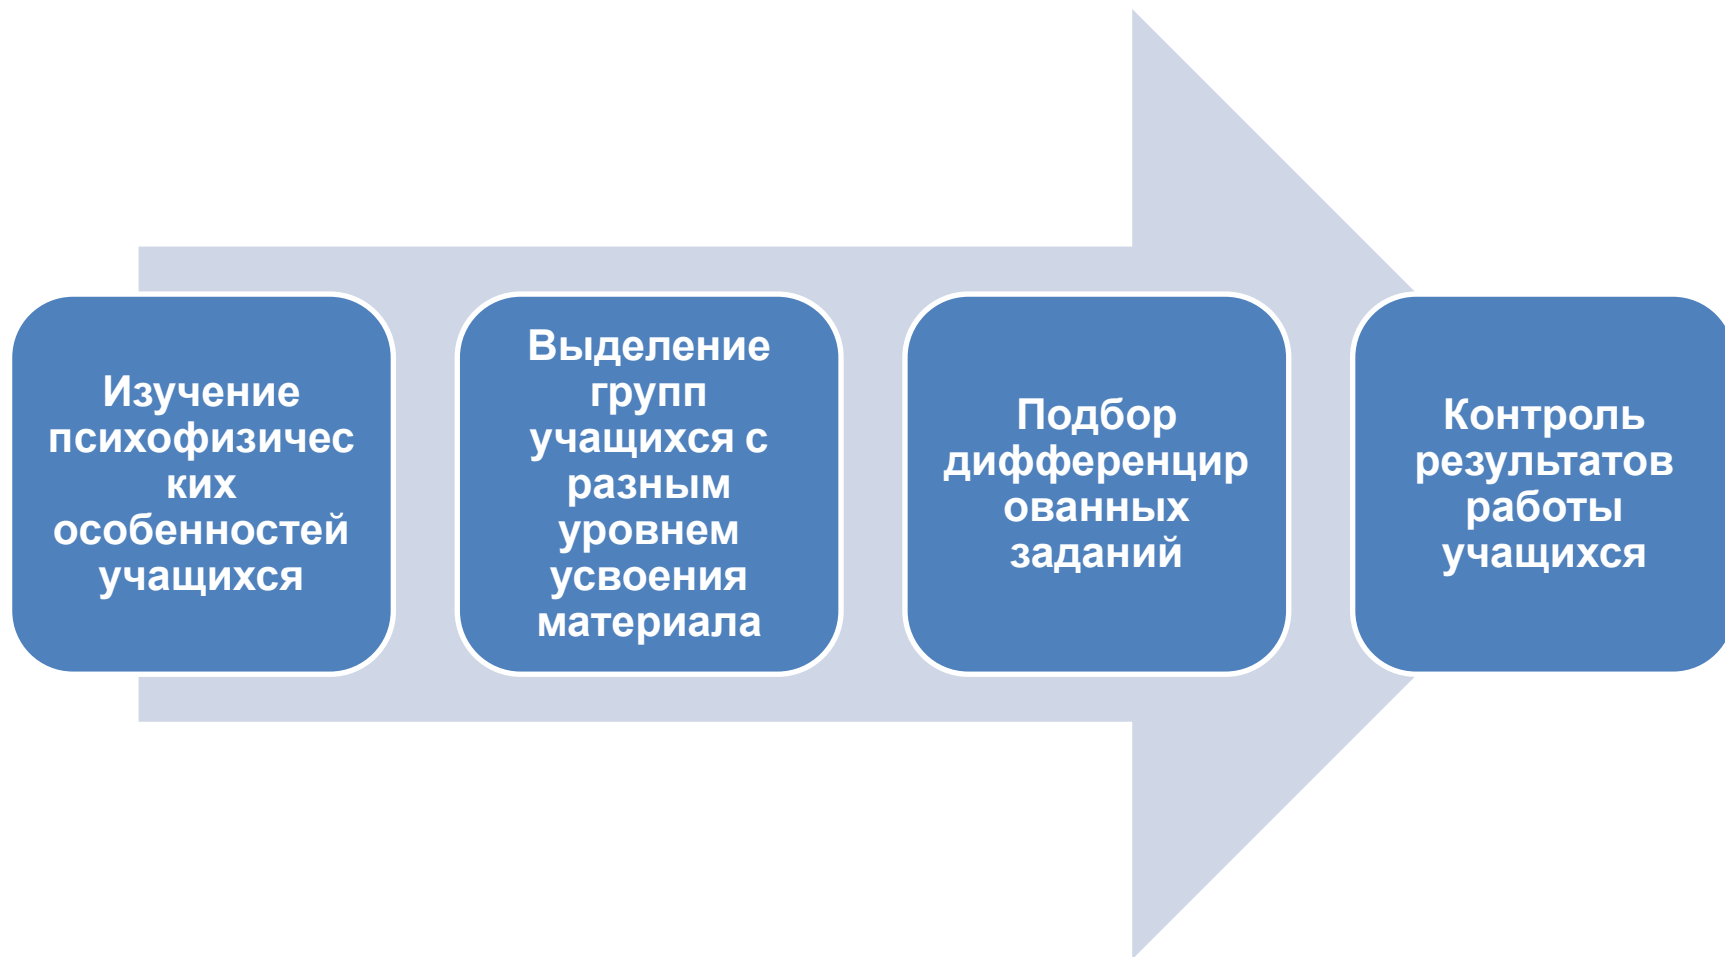 Изучение
психофизичес
ких
особенностей
учащихся
Выделение
групп
учащихся с
разным
уровнем
усвоения
материала
Подбор
дифференцир
ованных
заданий
Контроль
результатов
работы
учащихся